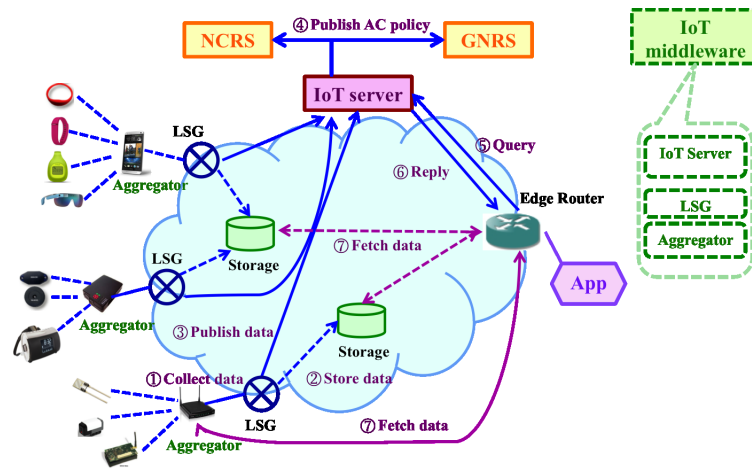 ④ Publish AC policy
NCRS
GNRS
IoT
middleware
IoT server
LSG
⑤ Query
IoT Server
⑥ Reply
Aggregator
Edge Router
LSG
Aggregator
⑦ Fetch data
LSG
Storage
App
Aggregator
③ Publish data
Storage
① Collect data
② Store data
LSG
⑦ Fetch data
Aggregator